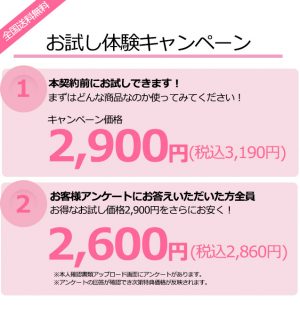 全国送料無料
お試し体験キャンペーン
1
本契約前にお試しできます！
まずはどんな商品なのか使ってみてください！
キャンペーン価格
2,900円(税込3,190円)
2
お客様アンケートにお答えいただいた方全員
お得なお試し価格2,900円をさらにお安く！
2,600円(税込2,860円)
※本人確認書類アップロード画面にアンケートがあります。
※アンケートの回答が確認でき次第特典価格が反映されます。